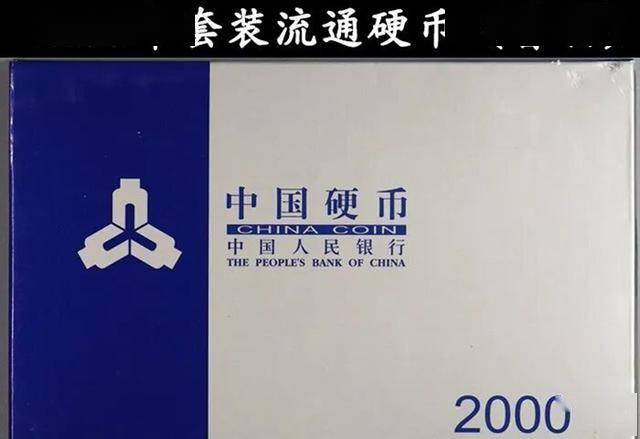 套装流通硬币
中国硬币
CHINA COIN
中国人民银行
THE PEOPLE'S BANK OF CHINA
2000